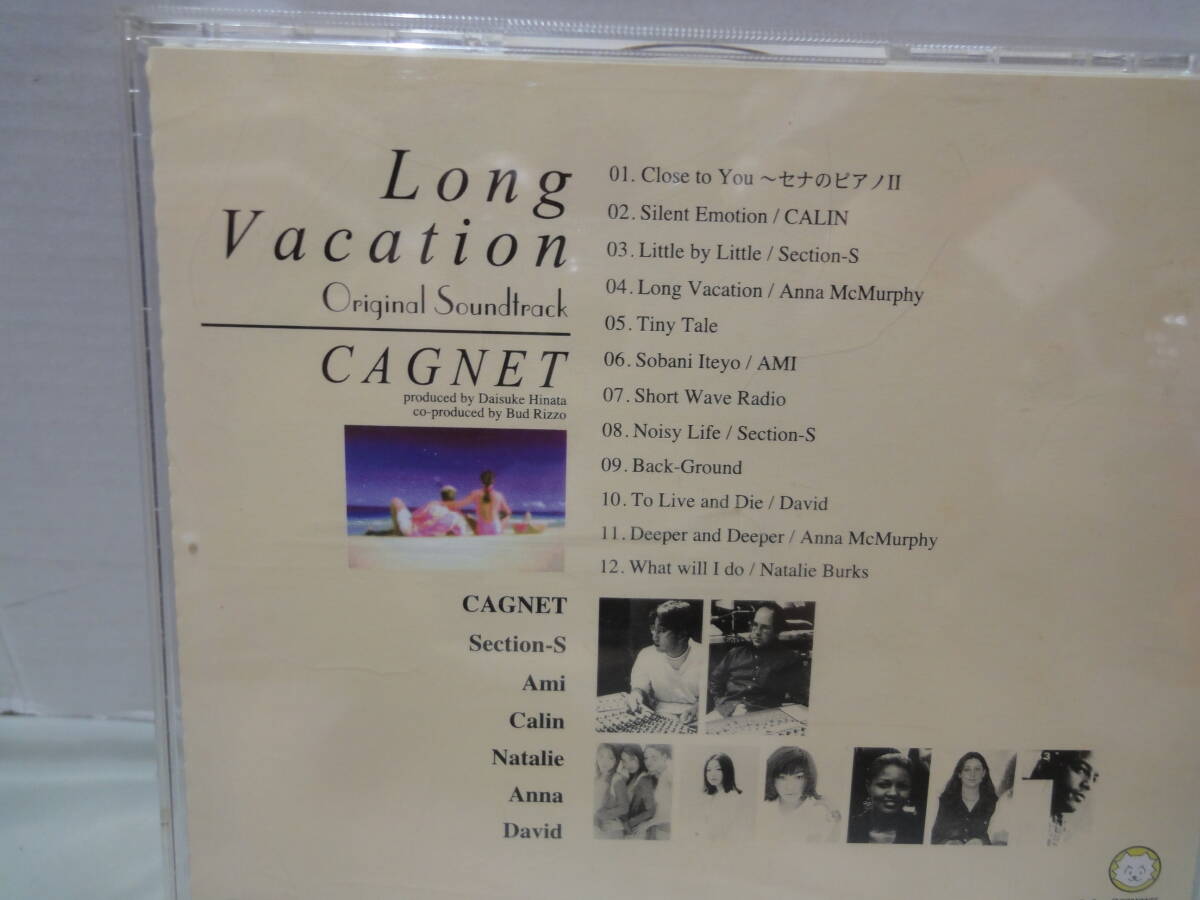 Long
Vacation
Original Soundtrack
CAGNET
produced by Daisuke Hinata
co-produced by Bud Rizzo
01. Close to You ～セナのピアノII
02. Silent Emotion / CALIN
03. Little by Little / Section-S
04. Long Vacation / Anna McMurphy
05. Tiny Tale
06. Sobani Iteyo / AMI
07. Short Wave Radio
08. Noisy Life / Section-S
09. Back-Ground
10. To Live and Die / David
11. Deeper and Deeper / Anna McMurphy
12. What will I do / Natalie Burks
CAGNET
Section-S
Ami
Calin
Natalie
Anna
David